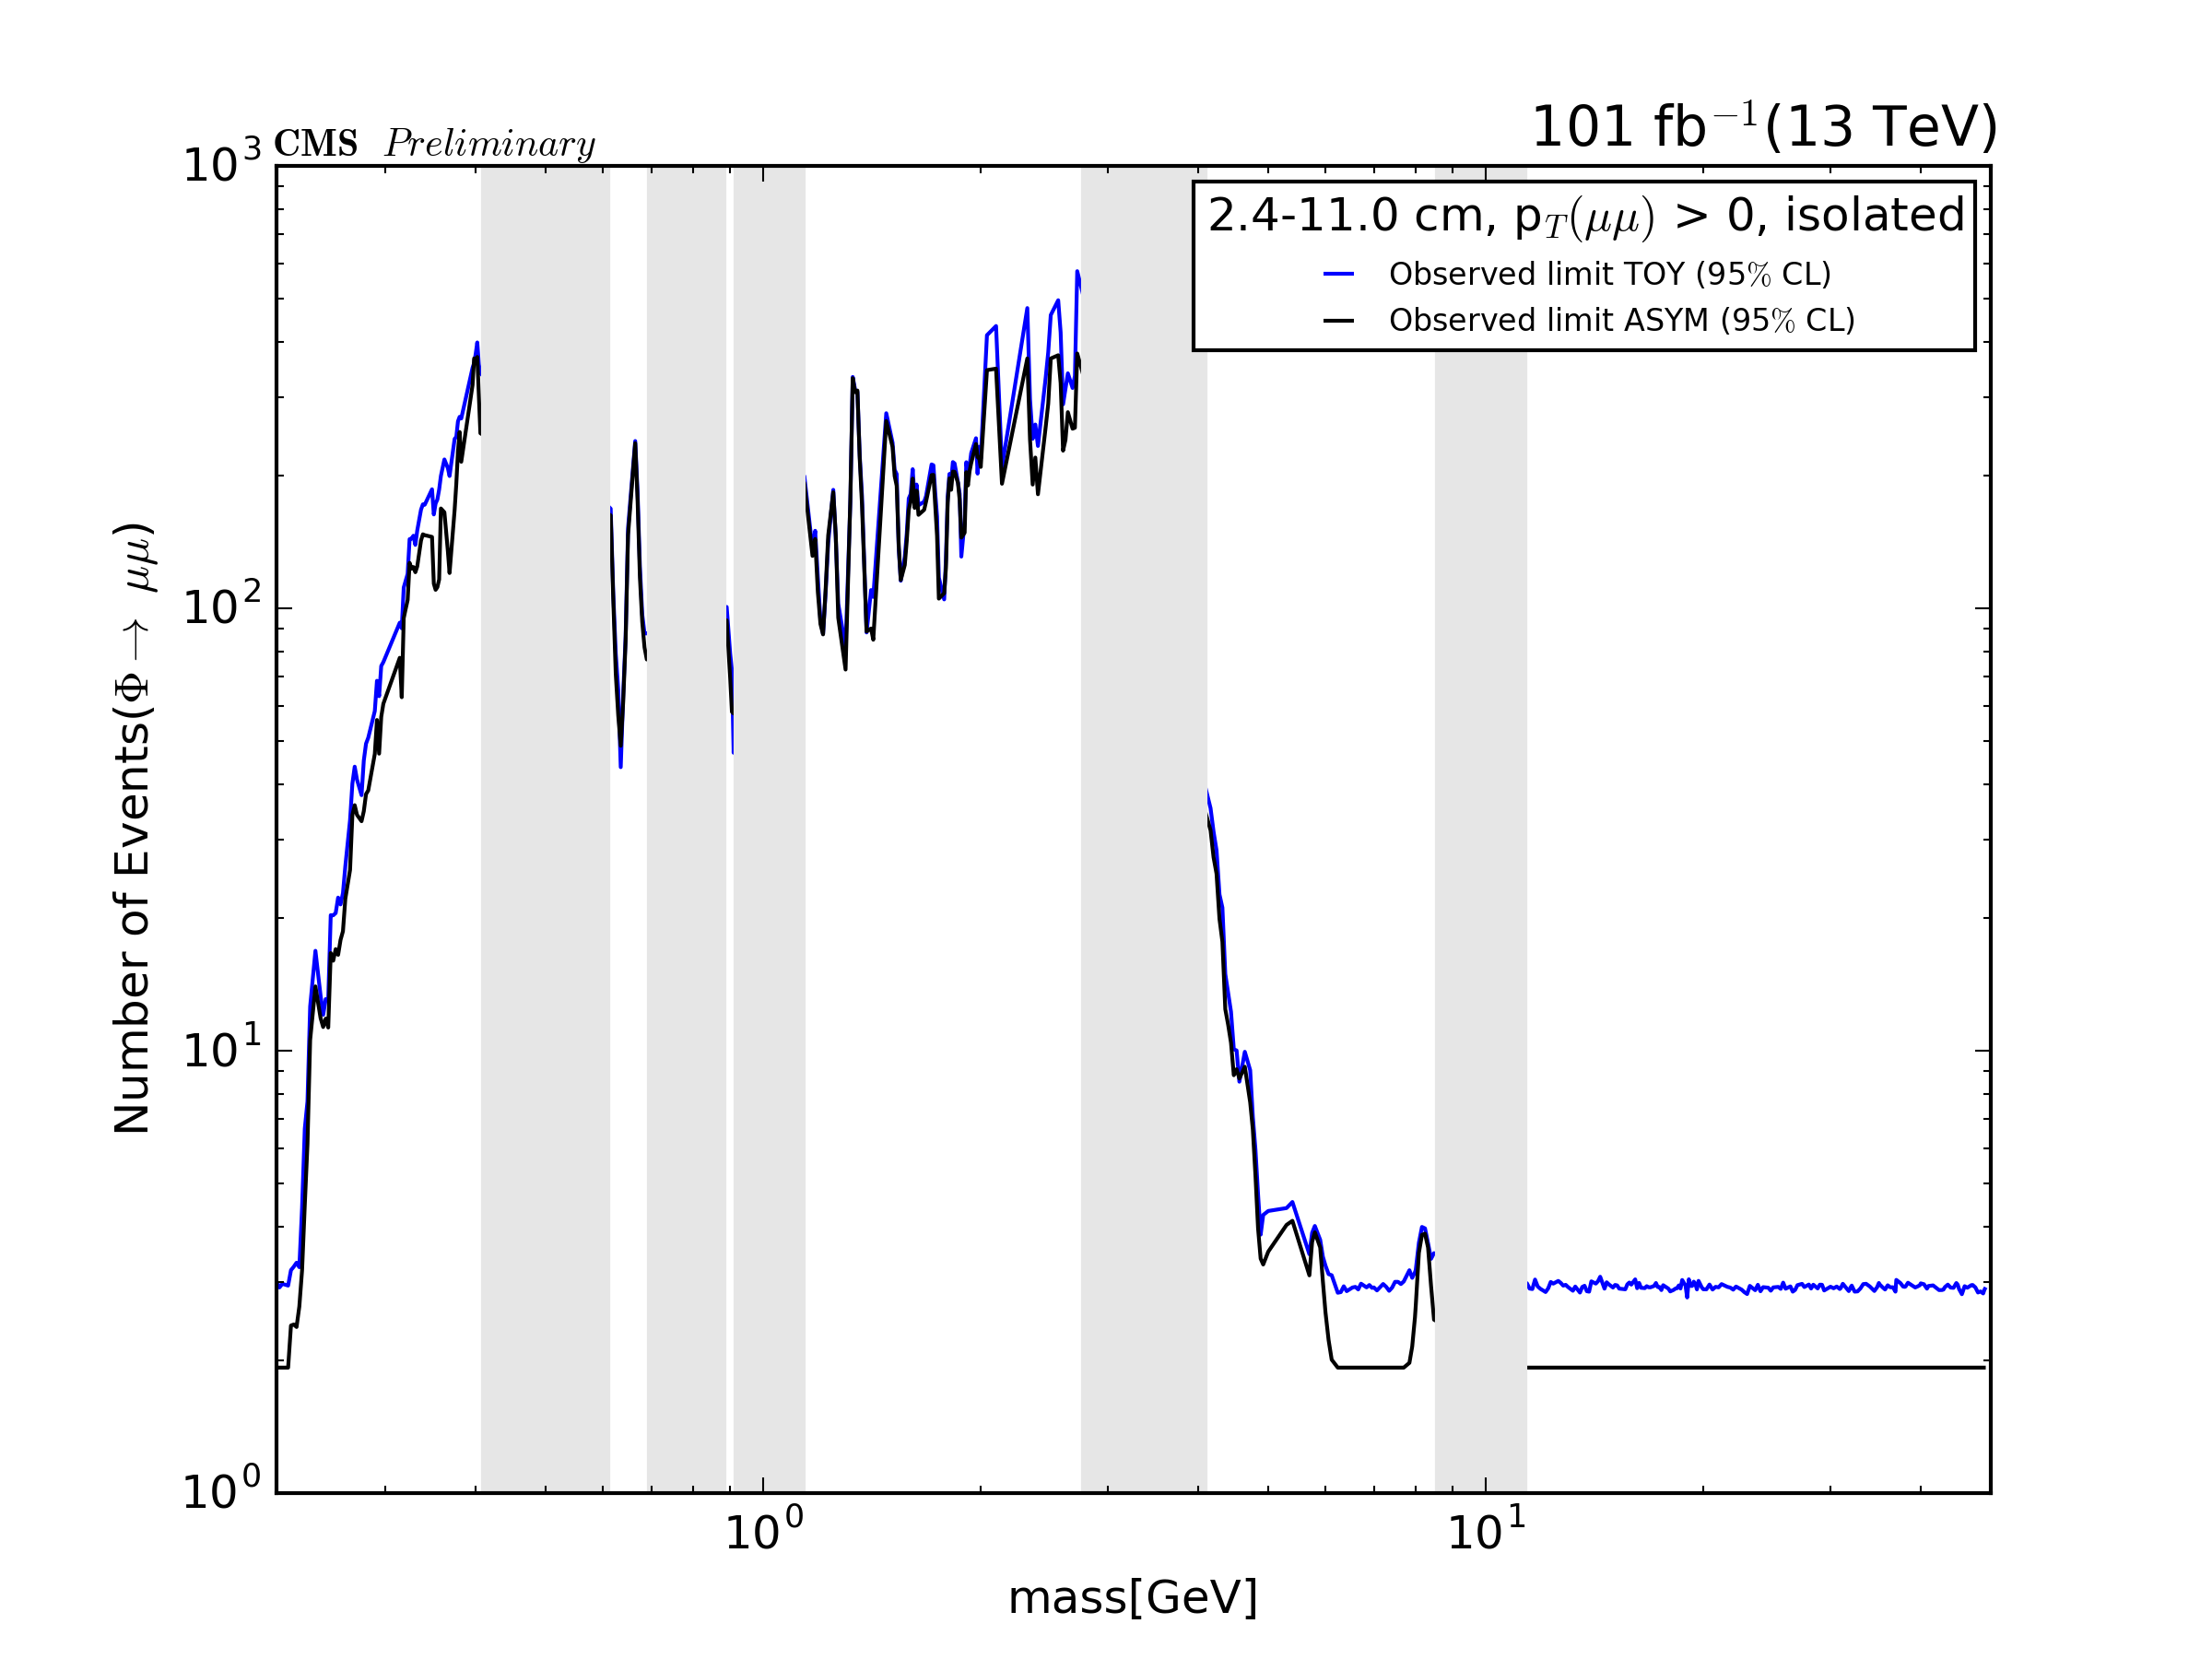 CMS Preliminary
101 fb⁻¹(13 TeV)
2.4-11.0 cm, p_T(μμ) > 0, isolated
Observed limit TOY (95% CL)
Observed limit ASYM (95% CL)
Number of Events(Φ → μμ)
10³
10²
10¹
10⁰
10⁰ 10¹
mass[GeV]